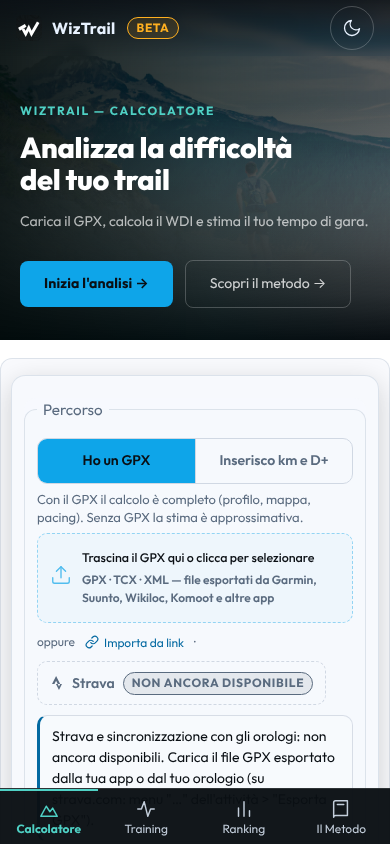 WizTrail BETA
WIZTRAIL — CALCOLATORE
Analizza la difficoltà
del tuo trail
Carica il GPX, calcola il WDI e stima il tuo tempo di gara.
Inizia l'analisi → Scopri il metodo →
Percorso
Ho un GPX Inserisco km e D+
Con il GPX il calcolo è completo (profilo, mappa,
pacing). Senza GPX la stima è approssimativa.
Trascina il GPX qui o clicca per selezionare
GPX · TCX · XML — file esportati da Garmin,
Suunto, Wikiloc, Komoot e altre app
oppure Importa da link ·
Strava NON ANCORA DISPONIBILE
Strava e sincronizzazione con gli orologi: non
ancora disponibili. Carica il file GPX esportato
dalla tua app o dal tuo orologio (su
Calcolatore Training Ranking Il Metodo